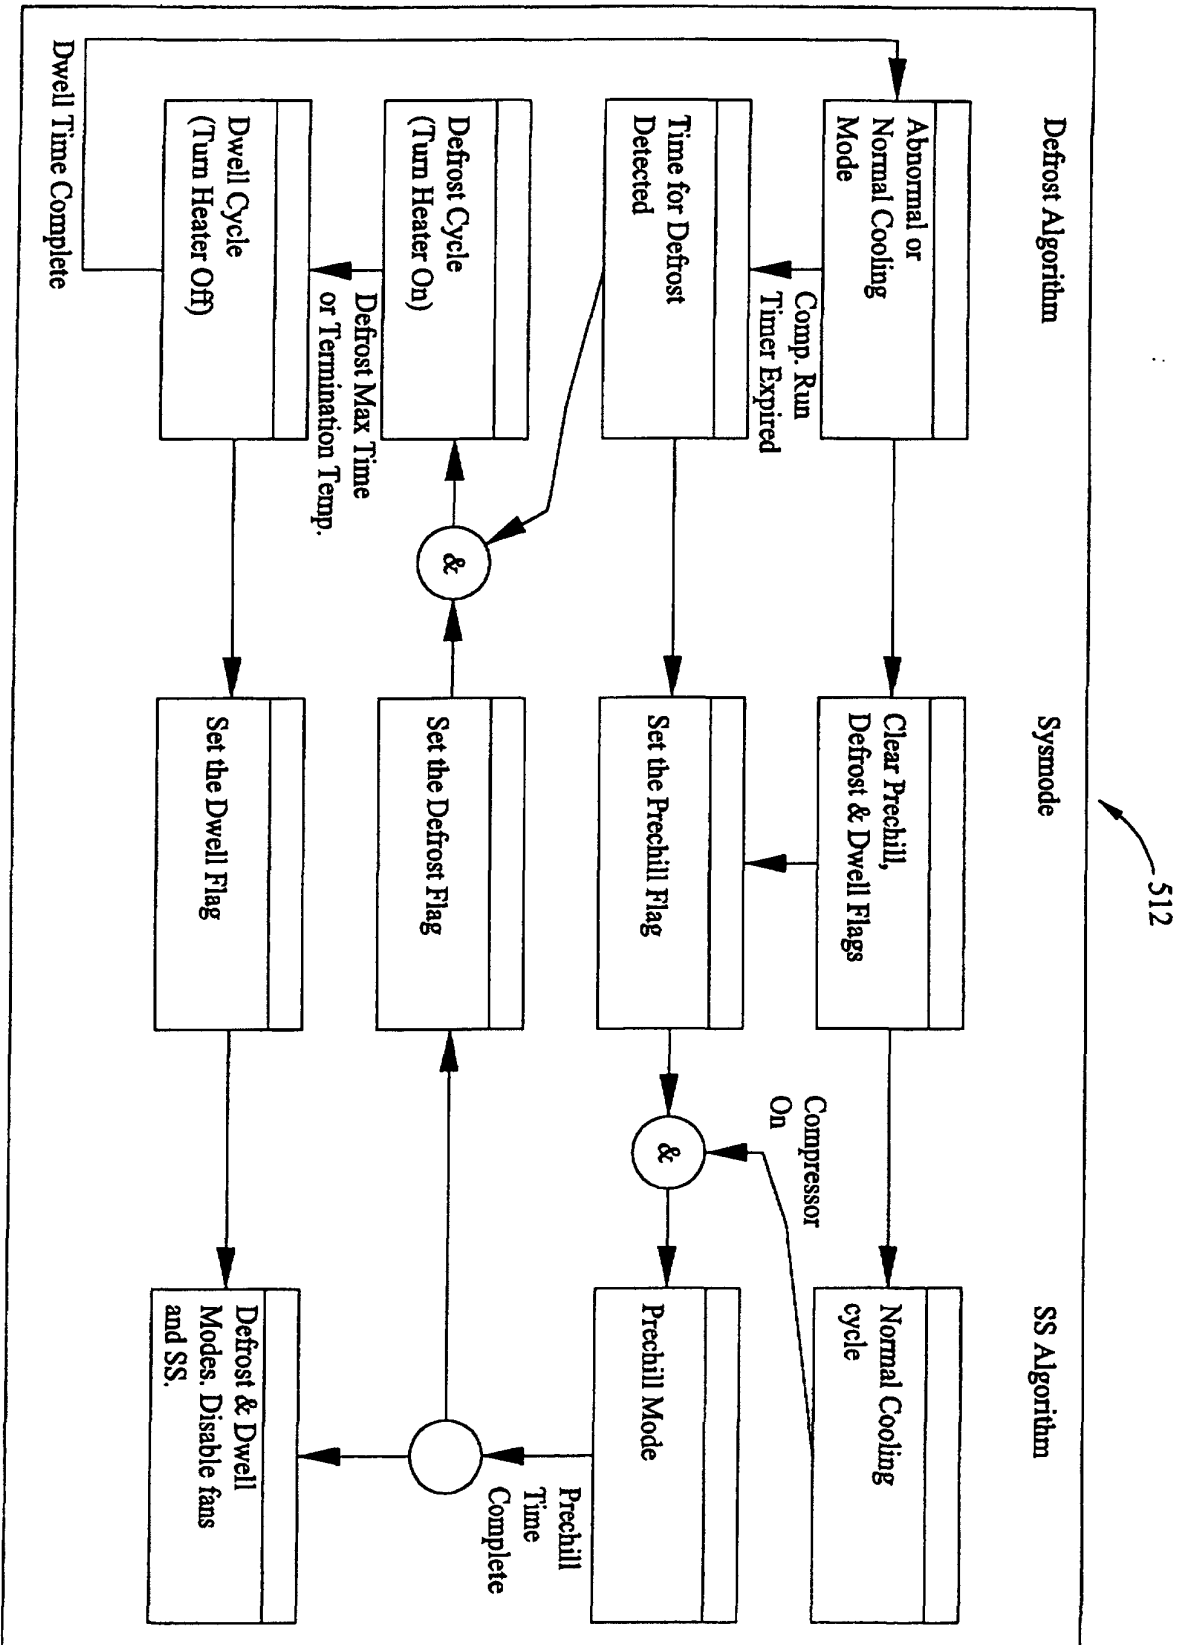 512
Defrost Algorithm
Sysmode
SS Algorithm
Abnormal or
Normal Cooling
Mode
Clear Prechill,
Defrost & Dwell Flags
Normal Cooling
cycle
Comp. Run
Timer Expired
Compressor
On
Time for Defrost
Detected
Set the Prechill Flag
&
Prechill Mode
Prechill
Time
Complete
Defrost Cycle
(Turn Heater On)
&
Set the Defrost Flag
Defrost Max Time
or Termination Temp.
Dwell Cycle
(Turn Heater Off)
Set the Dwell Flag
Defrost & Dwell
Modes. Disable fans
and SS.
Dwell Time Complete